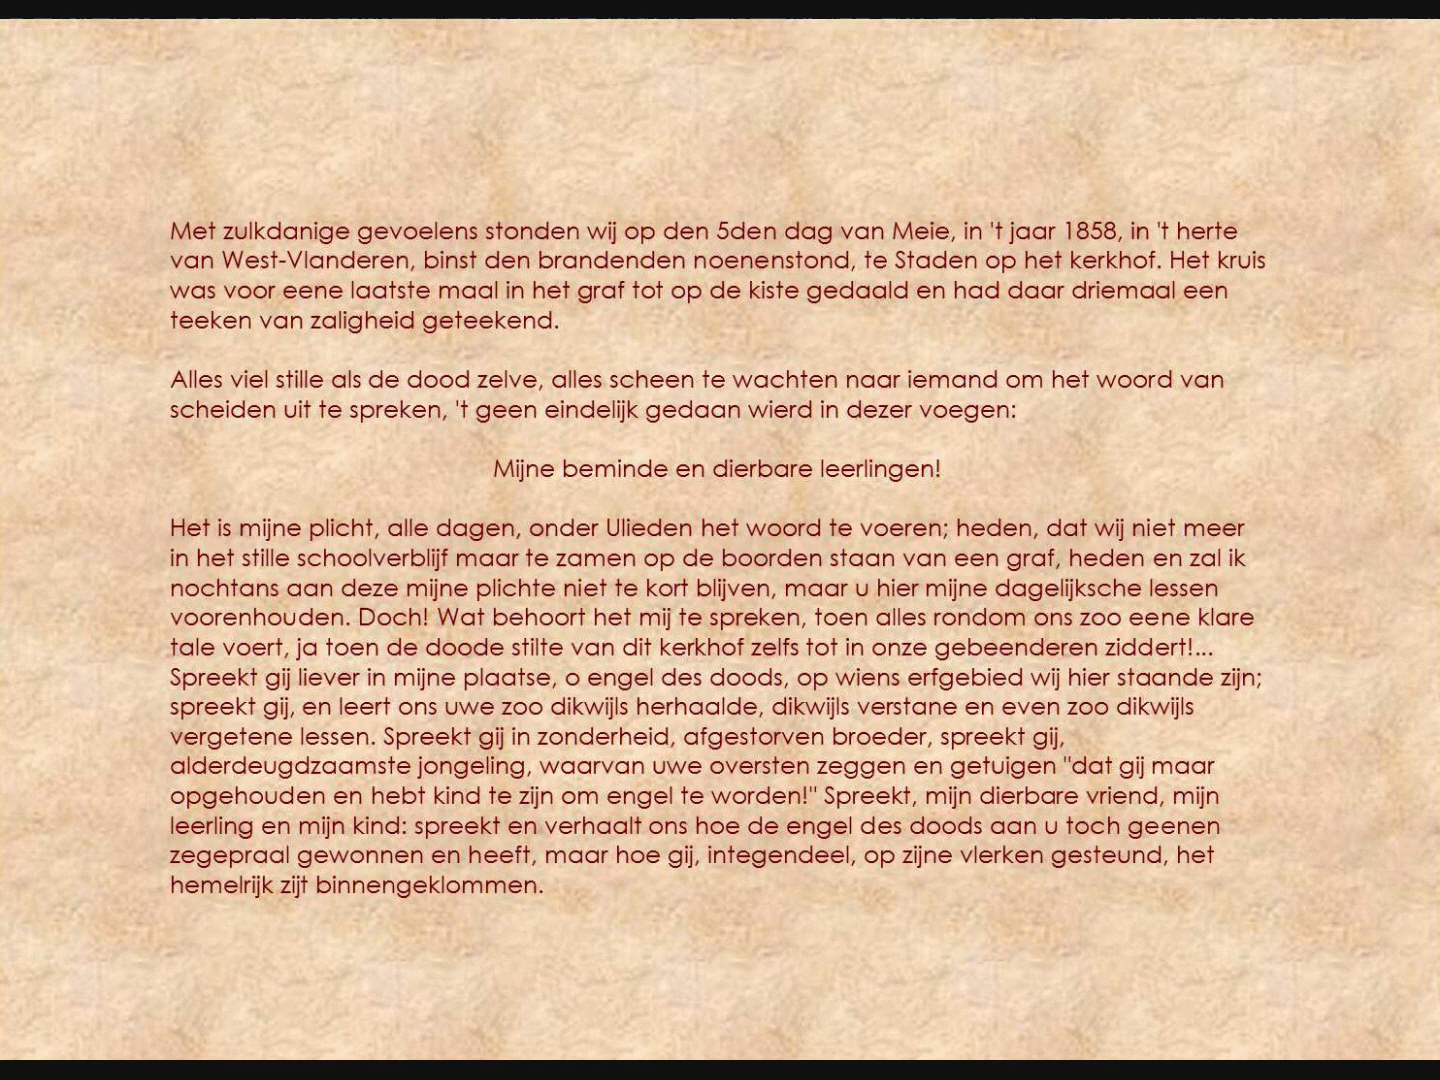 Met zulkdanige gevoelens stonden wij op den 5den dag van Meie, in 't jaar 1858, in 't herte
van West-Vlanderen, binst den brandenden noenenstond, te Staden op het kerkhof. Het kruis
was voor eene laatste maal in het graf tot op de kiste gedaald en had daar driemaal een
teeken van zaligheid geteekend.
Alles viel stille als de dood zelve, alles scheen te wachten naar iemand om het woord van
scheiden uit te spreken, 't geen eindelijk gedaan wierd in dezer voegen:
Mijne beminde en dierbare leerlingen!
Het is mijne plicht, alle dagen, onder Ulieden het woord te voeren; heden, dat wij niet meer
in het stille schoolverblijf maar te zamen op de boorden staan van een graf, heden en zal ik
nochtans aan deze mijne plichte niet te kort blijven, maar u hier mijne dagelijksche lessen
voorenhouden. Doch! Wat behoort het mij te spreken, toen alles rondom ons zoo eene klare
tale voert, ja toen de doode stilte van dit kerkhof zelfs tot in onze gebeenderen ziddert!...
Spreekt gij liever in mijne plaatse, o engel des doods, op wiens erfgebied wij hier staande zijn;
spreekt gij, en leert ons uwe zoo dikwijls herhaalde, dikwijls verstane en even zoo dikwijls
vergetene lessen. Spreekt gij in zonderheid, afgestorven broeder, spreekt gij,
alderdeugdzaamste jongeling, waarvan uwe oversten zeggen en getuigen "dat gij maar
opgehouden en hebt kind te zijn om engel te worden!" Spreekt, mijn dierbare vriend, mijn
leerling en mijn kind: spreekt en verhaalt ons hoe de engel des doods aan u toch geenen
zegepraal gewonnen en heeft, maar hoe gij, integendeel, op zijne vlerken gesteund, het
hemelrijk zijt binnengeklommen.